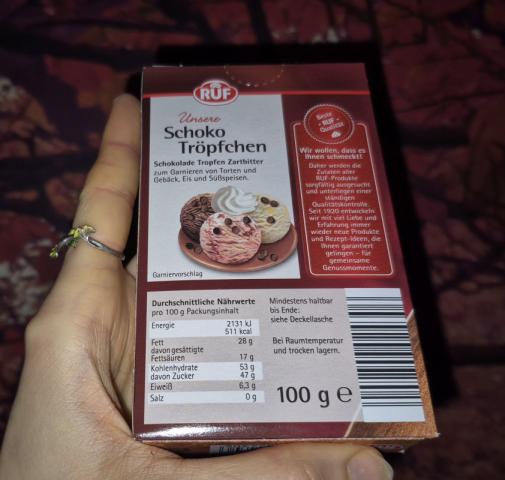 RUF
Unsere
Schoko
Tröpfchen
Schokolade Tropfen Zartbitter
zum Garnieren von Torten und
Gebäck, Eis und Süßspeisen.
Garniervorschlag
Beste
- RUF -
Qualität
Wir wollen, dass es
Ihnen schmeckt!
Daher werden die
Zutaten aller
RUF-Produkte
sorgfältig ausgesucht
und unterliegen einer
ständigen
Qualitätskontrolle.
Seit 1920 entwickeln
wir mit viel Liebe und
Erfahrung immer
wieder neue Produkte
und Rezept-Ideen, die
Ihnen garantiert
gelingen – für
gemeinsame
Genussmomente.
Durchschnittliche Nährwerte
pro 100 g Packungsinhalt
Energie 2131 kJ
511 kcal
Fett 28 g
davon gesättigte
Fettsäuren 17 g
Kohlenhydrate 53 g
davon Zucker 47 g
Eiweiß 6,3 g
Salz 0 g
Mindestens haltbar
bis Ende:
siehe Deckellasche
Bei Raumtemperatur
und trocken lagern.
100 g e